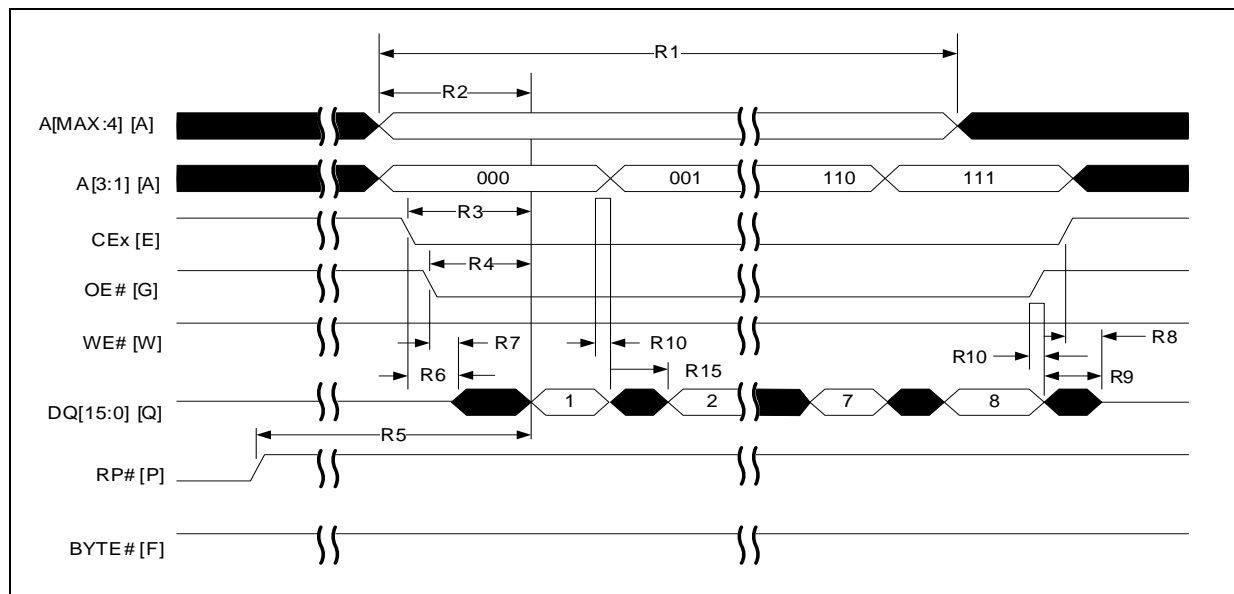 R1
R2
A[MAX:4] [A]
A[3:1] [A]
000
001
110
111
R3
CEx [E]
R4
OE# [G]
WE# [W]
R7
R10
R8
R10
R6
R15
R9
DQ[15:0] [Q]
1
2
7
8
R5
RP# [P]
BYTE# [F]